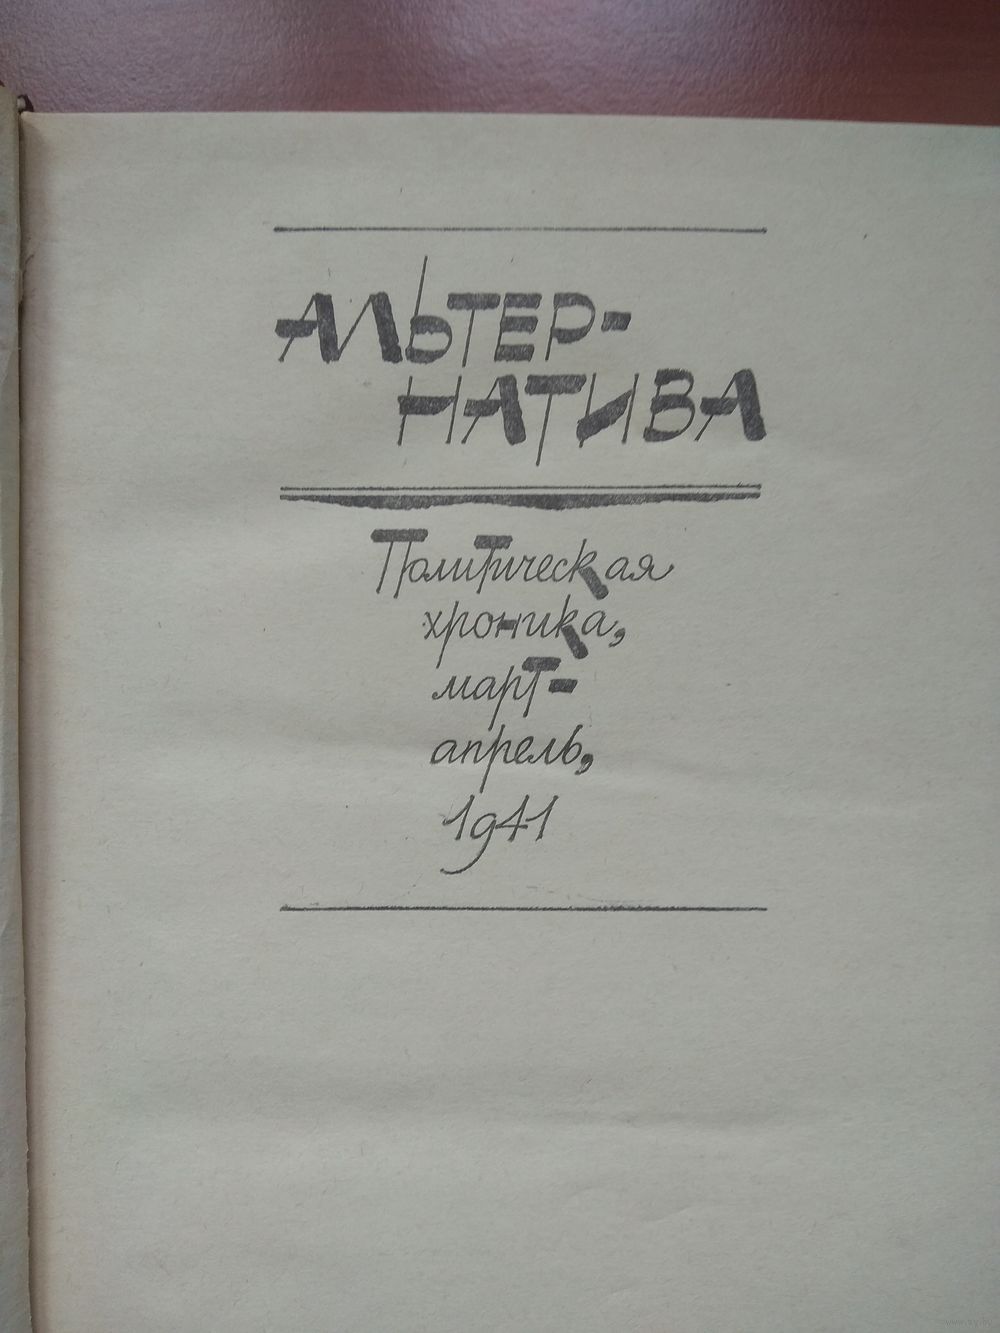 АЛЬТЕР-
НАТИВА
Политическая
хроника,
март-
апрель,
1941